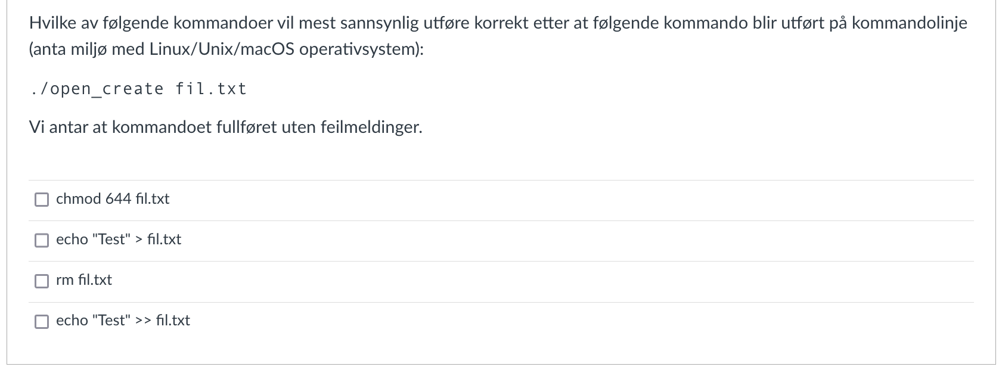 Hvilke av følgende kommandoer vil mest sannsynlig utføre korrekt etter at følgende kommando blir utført på kommandolinje
(anta miljø med Linux/Unix/macOS operativsystem):
./open_create fil.txt
Vi antar at kommandoet fullføret uten feilmeldinger.
chmod 644 fil.txt
echo "Test" > fil.txt
rm fil.txt
echo "Test" >> fil.txt